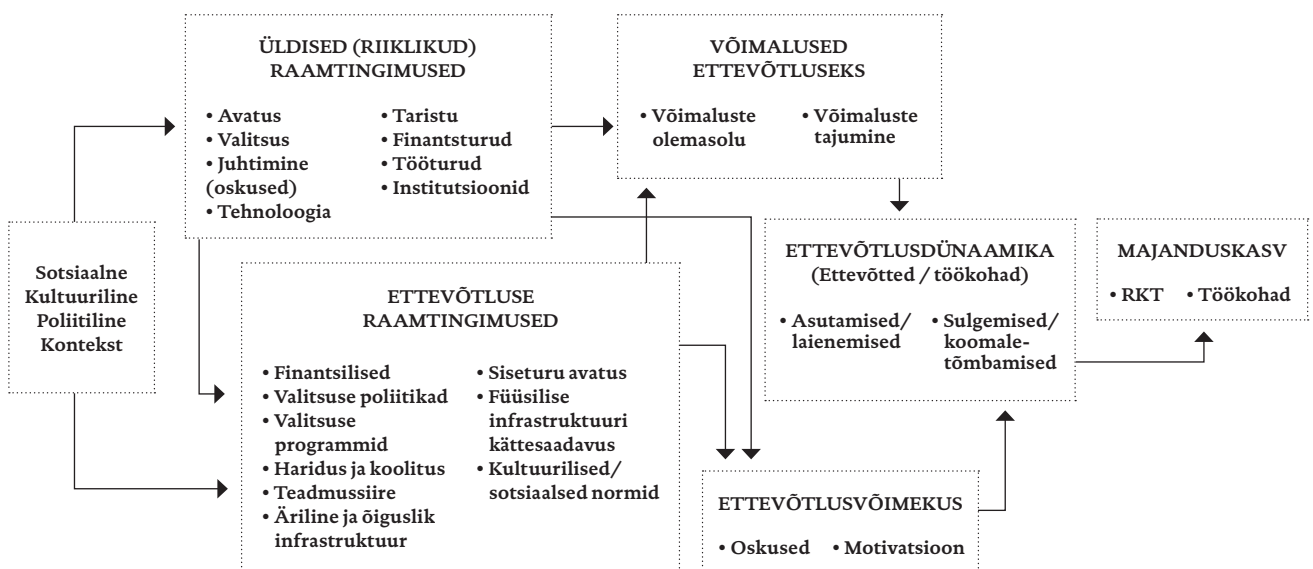 Sotsiaalne
Kultuuriline
Poliitiline
Kontekst
ÜLDISED (RIIKLIKUD)
RAAMTINGIMUSED
• Avatus
• Valitsus
• Juhtimine
(oskused)
• Tehnoloogia
• Taristu
• Finantsturud
• Tööturud
• Institutsioonid
ETTEVÕTLUSE
RAAMTINGIMUSED
• Finantsilised
• Valitsuse poliitikad
• Valitsuse
programmid
• Haridus ja koolitus
• Teadmussiire
• Äriline ja õiguslik
infrastruktuur
• Siseturu avatus
• Füüsilise
infrastruktuuri
kättesaadavus
• Kultuurilised/
sotsiaalsed normid
VÕIMALUSED
ETTEVÕTLUSEKS
• Võimaluste
olemasolu
• Võimaluste
tajumine
ETTEVÕTLUSDÜNAAMIKA
(Ettevõtted / töökohad)
• Asutamised/
laienemised
• Sulgemised/
koomale-
tõmbamised
ETTEVÕTLUSVÕIMEKUS
• Oskused • Motivatsioon
MAJANDUSKASV
• RKT • Töökohad